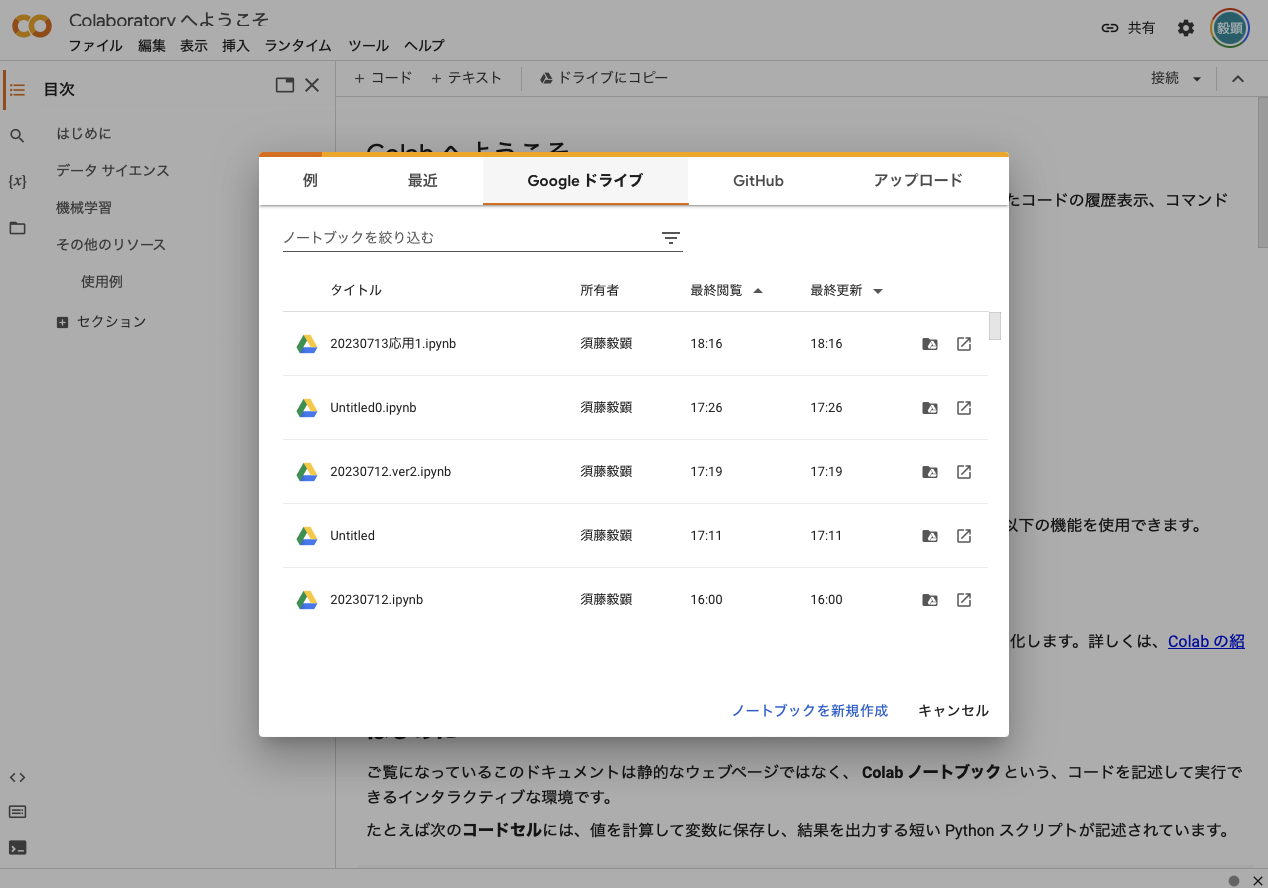 Colaboratory へようこそ
ファイル 編集 表示 挿入 ランタイム ツール ヘルプ
共有
毅顕
目次
+ コード + テキスト ドライブにコピー
接続
はじめに
データ サイエンス
機械学習
その他のリソース
使用例
セクション
{x}
Colab へようこそ
例 最近 Google ドライブ GitHub アップロード
たコードの履歴表示、コマンド
ノートブックを絞り込む
タイトル 所有者 最終閲覧 最終更新
20230713応用1.ipynb 須藤毅顕 18:16 18:16
Untitled0.ipynb 須藤毅顕 17:26 17:26
20230712.ver2.ipynb 須藤毅顕 17:19 17:19
Untitled 須藤毅顕 17:11 17:11
以下の機能を使用できます。
20230712.ipynb 須藤毅顕 16:00 16:00
化します。詳しくは、Colab の紹
ノートブックを新規作成 キャンセル
はじめに
ご覧になっているこのドキュメントは静的なウェブページではなく、Colab ノートブックという、コードを記述して実行で
きるインタラクティブな環境です。
たとえば次のコードセルには、値を計算して変数に保存し、結果を出力する短い Python スクリプトが記述されています。